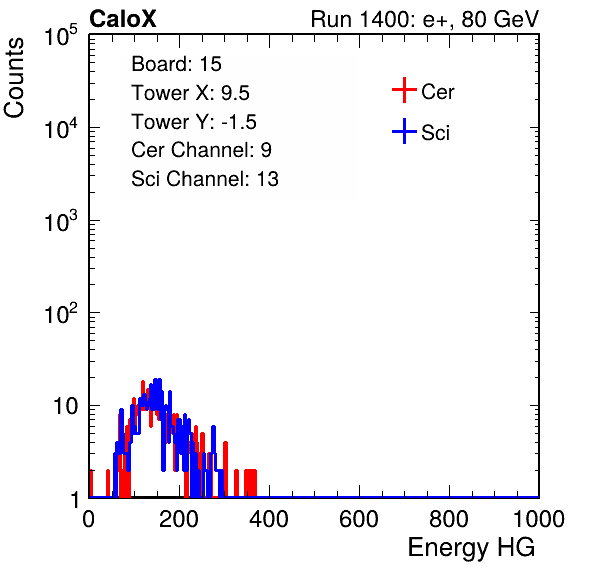 CaloX Run 1400: e+, 80 GeV
Counts
Board: 15
Tower X: 9.5
Tower Y: -1.5
Cer Channel: 9
Sci Channel: 13
Cer
Sci
10^5
10^4
10^3
10^2
10
1
0 200 400 600 800 1000
Energy HG